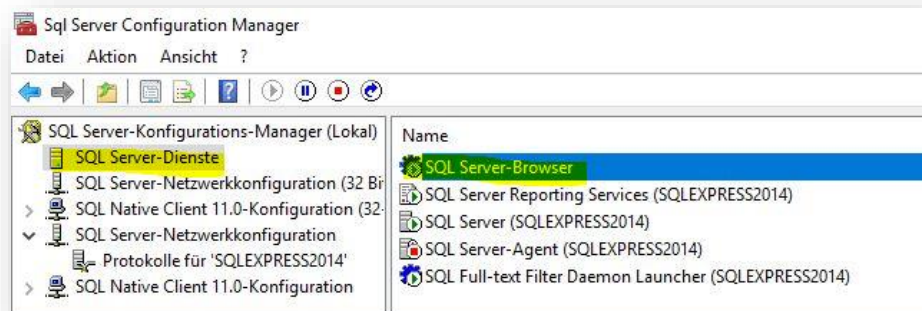 Sql Server Configuration Manager
Datei Aktion Ansicht ?
SQL Server-Konfigurations-Manager (Lokal)
SQL Server-Dienste
SQL Server-Netzwerkkonfiguration (32 Bi
SQL Native Client 11.0-Konfiguration (32-
SQL Server-Netzwerkkonfiguration
Protokolle für 'SQLEXPRESS2014'
SQL Native Client 11.0-Konfiguration
Name
SQL Server-Browser
SQL Server Reporting Services (SQLEXPRESS2014)
SQL Server (SQLEXPRESS2014)
SQL Server-Agent (SQLEXPRESS2014)
SQL Full-text Filter Daemon Launcher (SQLEXPRESS2014)